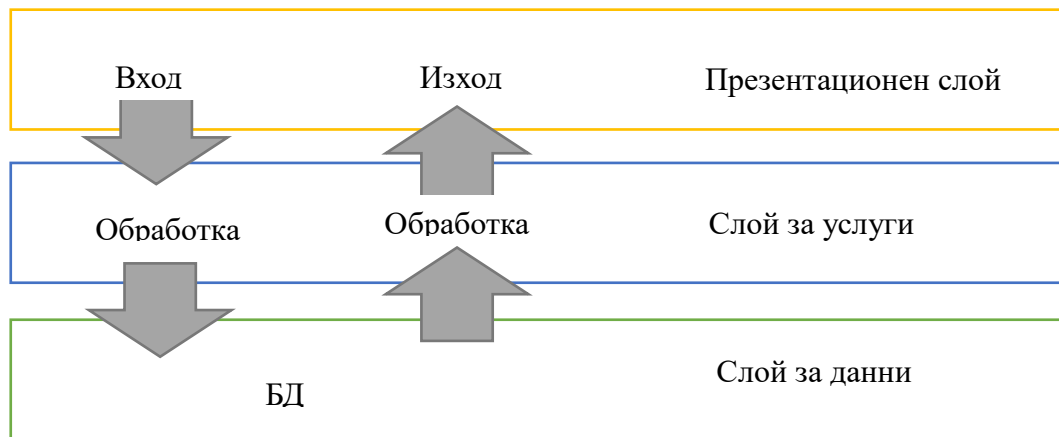 Вход Изход Презентационен слой
Обработка Обработка Слой за услуги
БД Слой за данни